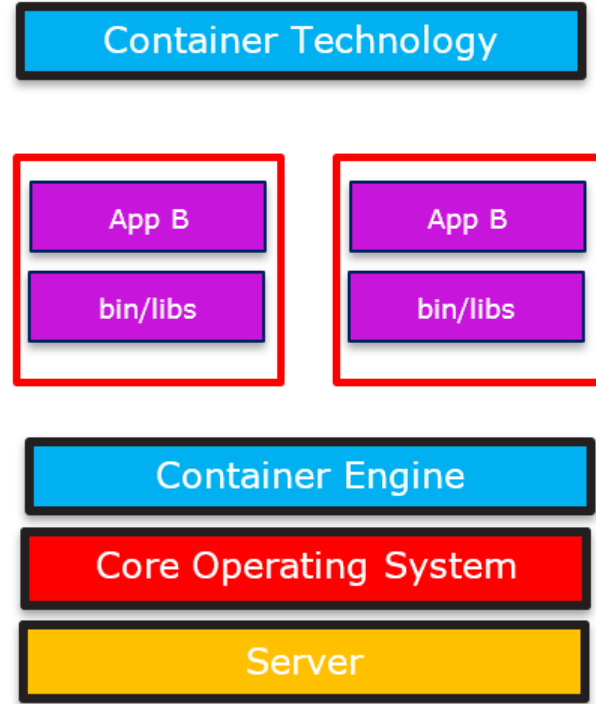 Container Technology
App B
App B
bin/libs
bin/libs
Container Engine
Core Operating System
Server